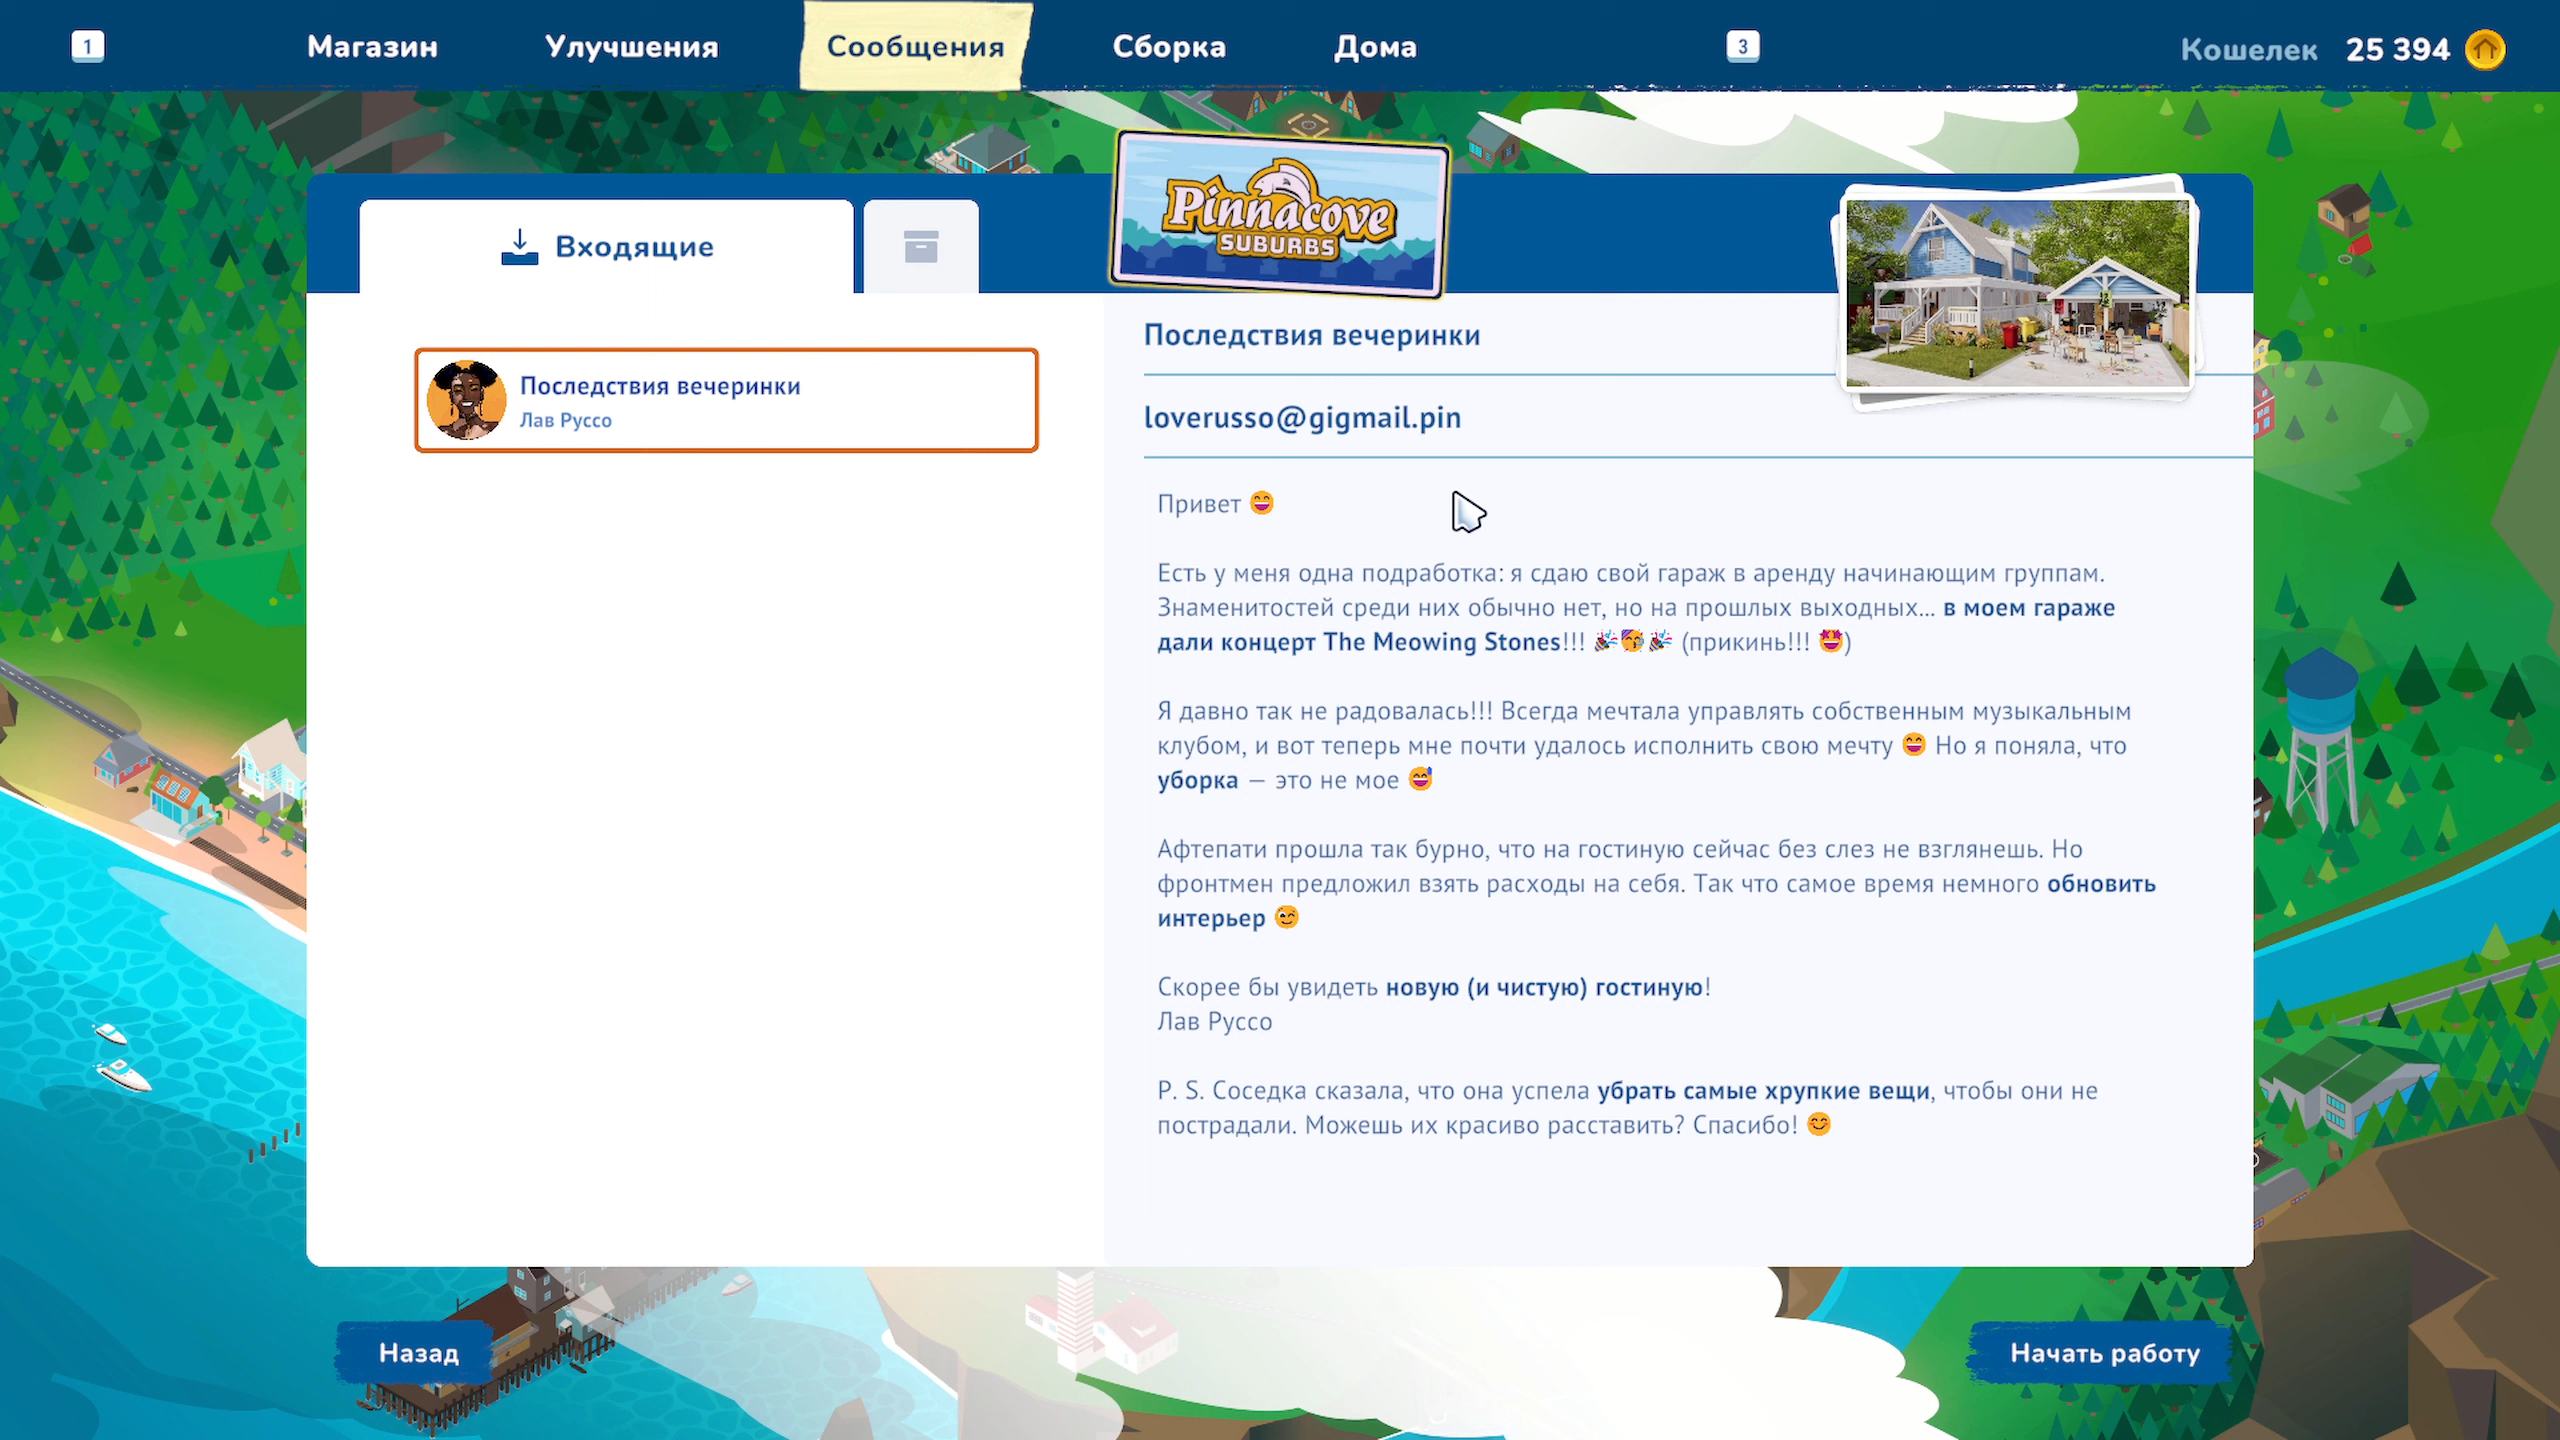 1
Магазин
Улучшения
Сообщения
Сборка
Дома
3
Кошелек 25 394
Pinnacove
SUBURBS
Входящие
Последствия вечеринки
Лав Руссо
Последствия вечеринки
loverusso@gigmail.pin
Привет 😄
Есть у меня одна подработка: я сдаю свой гараж в аренду начинающим группам.
Знаменитостей среди них обычно нет, но на прошлых выходных... в моем гараже
дали концерт The Meowing Stones!!! 🎉🥳🎉 (прикинь!!! 🤩)
Я давно так не радовалась!!! Всегда мечтала управлять собственным музыкальным
клубом, и вот теперь мне почти удалось исполнить свою мечту 😄 Но я поняла, что
уборка — это не мое 😅
Афтепати прошла так бурно, что на гостиную сейчас без слез не взглянешь. Но
фронтмен предложил взять расходы на себя. Так что самое время немного обновить
интерьер 😉
Скорее бы увидеть новую (и чистую) гостиную!
Лав Руссо
P. S. Соседка сказала, что она успела убрать самые хрупкие вещи, чтобы они не
пострадали. Можешь их красиво расставить? Спасибо! 😊
Назад
Начать работу